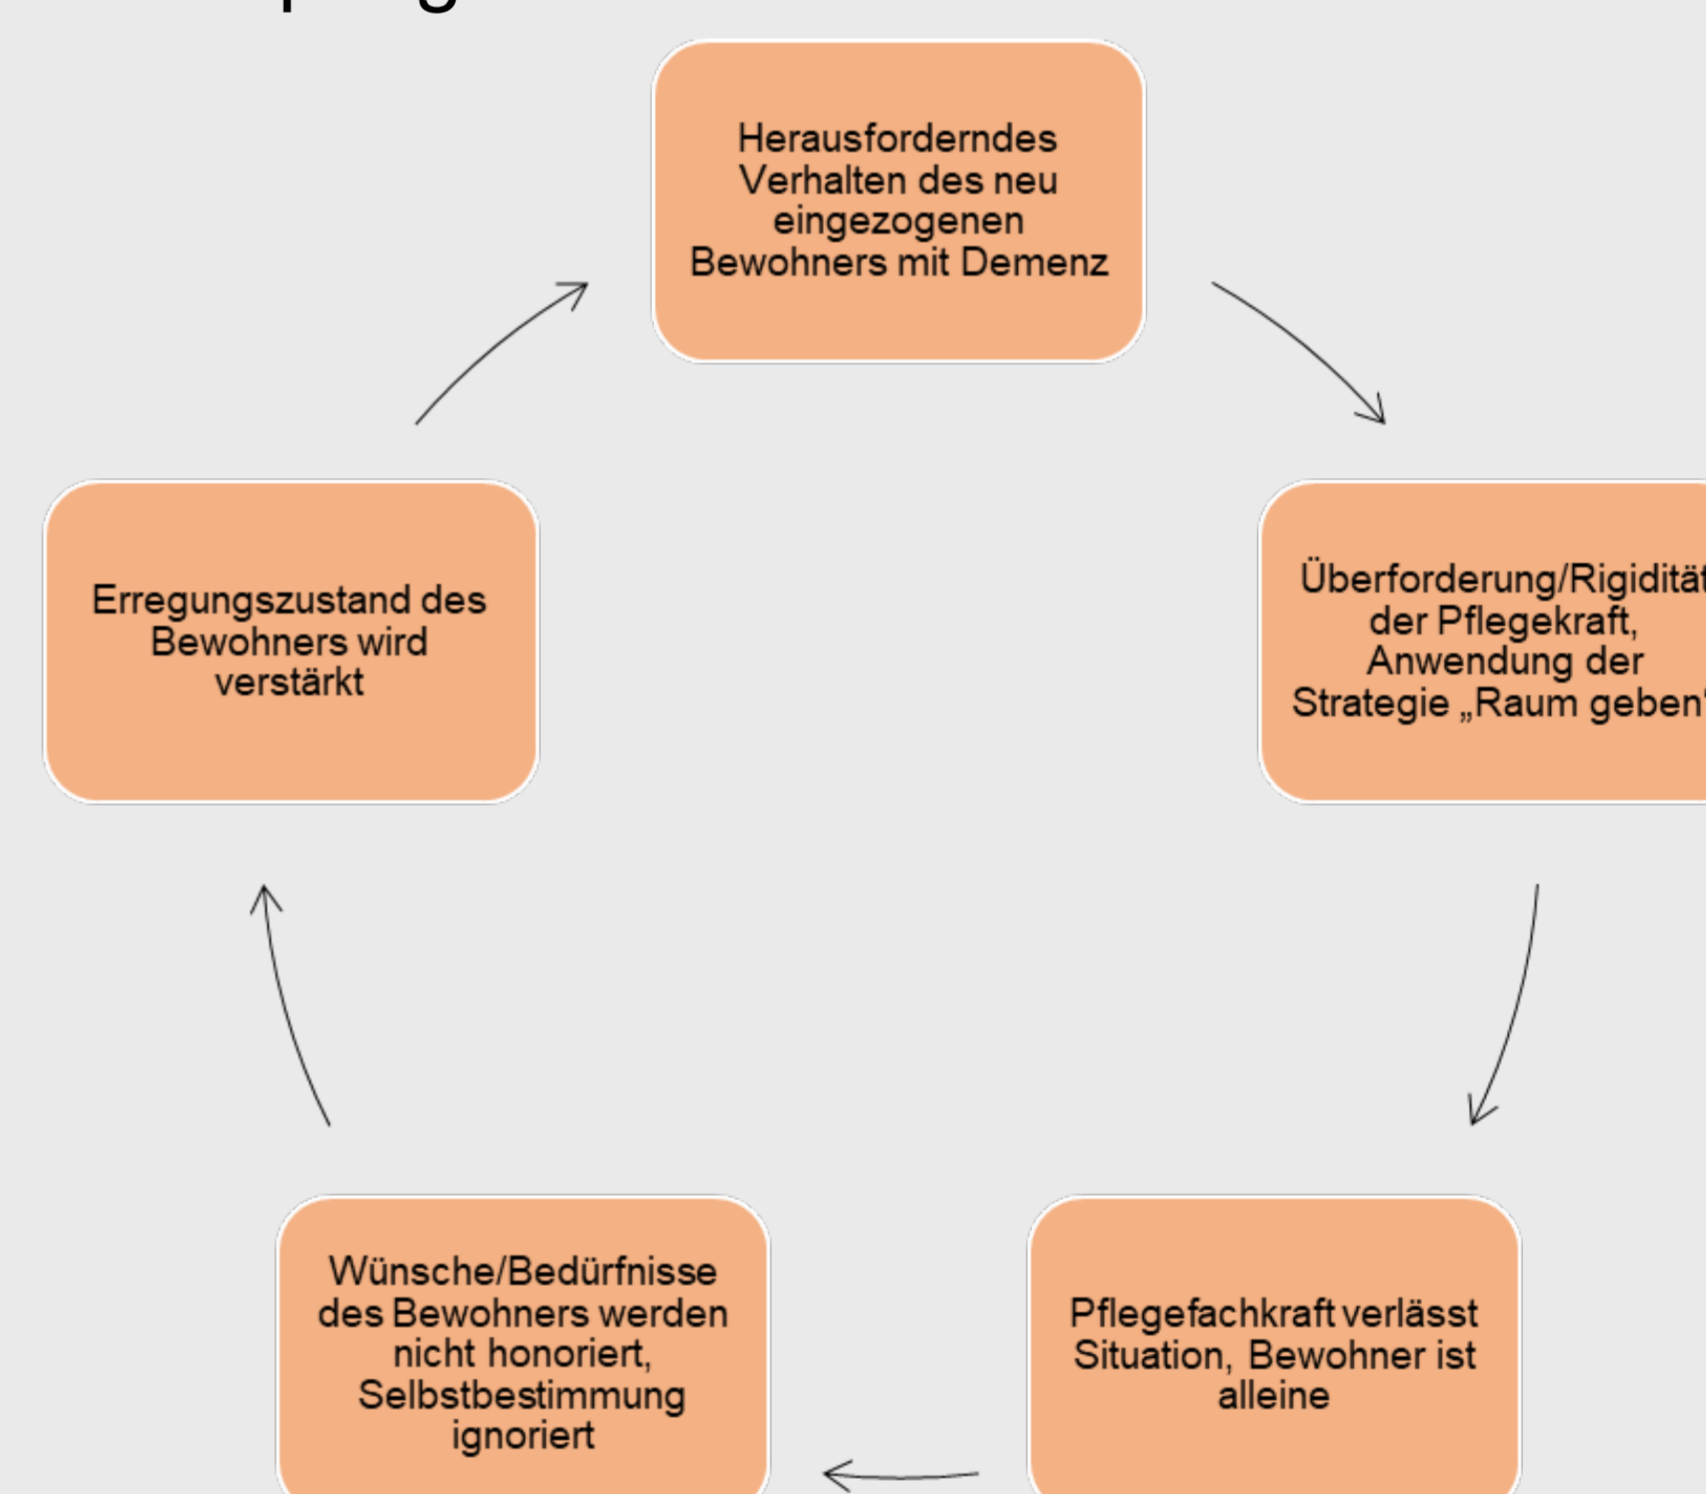 Herausforderndes
Verhalten des neu
eingezogenen
Bewohners mit Demenz
Überforderung/Rigidität
der Pflegekraft,
Anwendung der
Strategie „Raum geben“
Pflegefachkraft verlässt
Situation, Bewohner ist
alleine
Wünsche/Bedürfnisse
des Bewohners werden
nicht honoriert,
Selbstbestimmung
ignoriert
Erregungszustand des
Bewohners wird
verstärkt